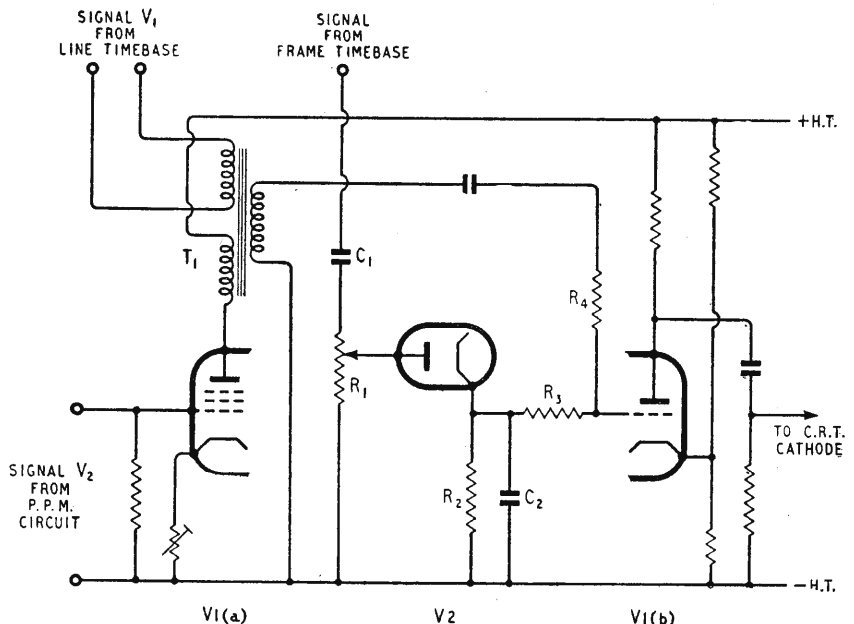 SIGNAL V₁
FROM
LINE TIMEBASE
SIGNAL
FROM
FRAME TIMEBASE
+H.T.
T₁
C₁
R₄
R₁
R₃
TO C.R.T.
CATHODE
SIGNAL V₂
FROM
P.P.M.
CIRCUIT
R₂
C₂
−H.T.
V1(a)
V2
V1(b)